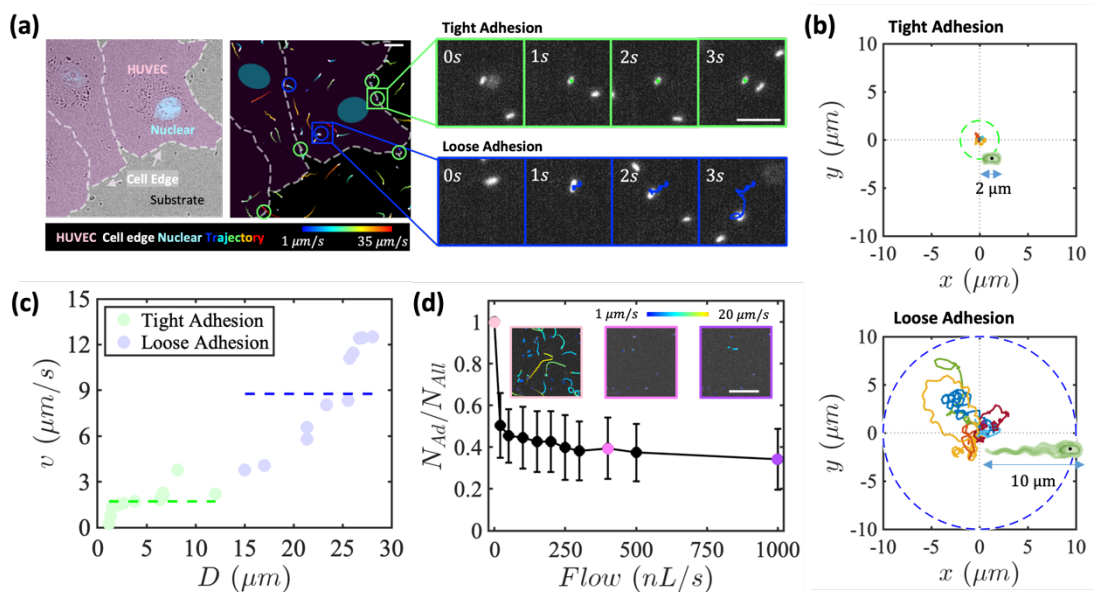 (a)
HUVEC
Nuclear
Cell Edge
Substrate
HUVEC Cell edge Nuclear Trajectory
1 μm/s 35 μm/s
Tight Adhesion
0s 1s 2s 3s
Loose Adhesion
0s 1s 2s 3s
(b)
Tight Adhesion
10
5
0
-5
-10
y (μm)
2 μm
-10 -5 0 5 10
x (μm)
Loose Adhesion
10
5
0
-5
-10
y (μm)
10 μm
-10 -5 0 5 10
x (μm)
(c)
15
12
9
6
3
0
v (μm/s)
Tight Adhesion
Loose Adhesion
0 5 10 15 20 25 30
D (μm)
(d)
1
0.8
0.6
0.4
0.2
0
N_Ad/N_All
1 μm/s 20 μm/s
0 250 500 750 1000
Flow (nL/s)